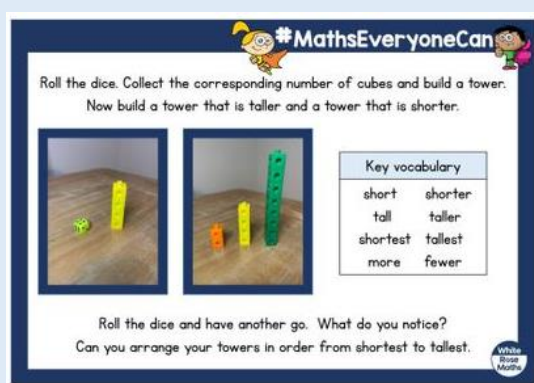 #MathsEveryoneCan
Roll the dice. Collect the corresponding number of cubes and build a tower.
Now build a tower that is taller and a tower that is shorter.
Key vocabulary
short shorter
tall taller
shortest tallest
more fewer
Roll the dice and have another go. What do you notice?
Can you arrange your towers in order from shortest to tallest.
White
Rose
Maths